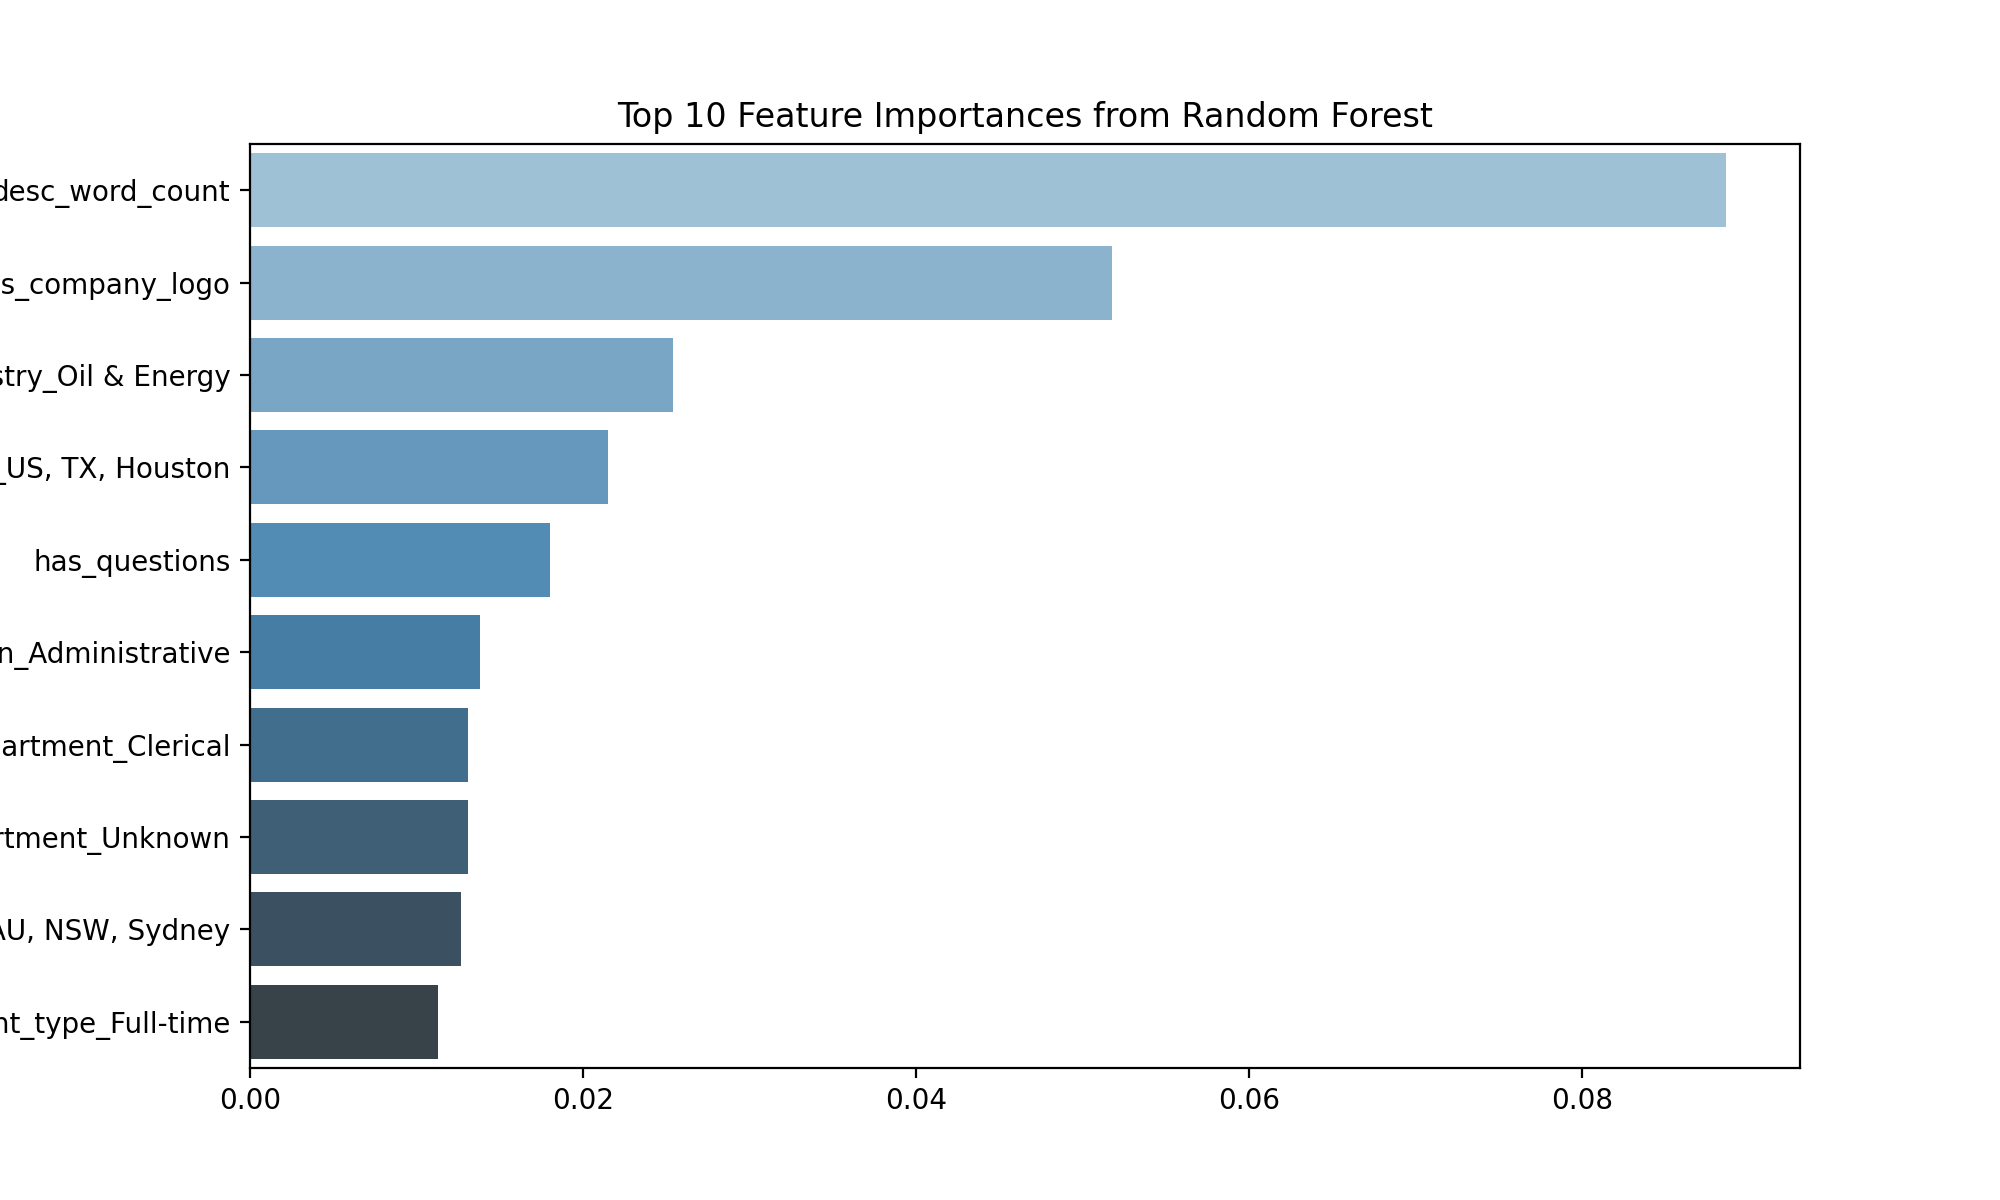 Top 10 Feature Importances from Random Forest
desc_word_count
s_company_logo
stry_Oil & Energy
_US, TX, Houston
has_questions
n_Administrative
artment_Clerical
rtment_Unknown
AU, NSW, Sydney
nt_type_Full-time
0.00 0.02 0.04 0.06 0.08